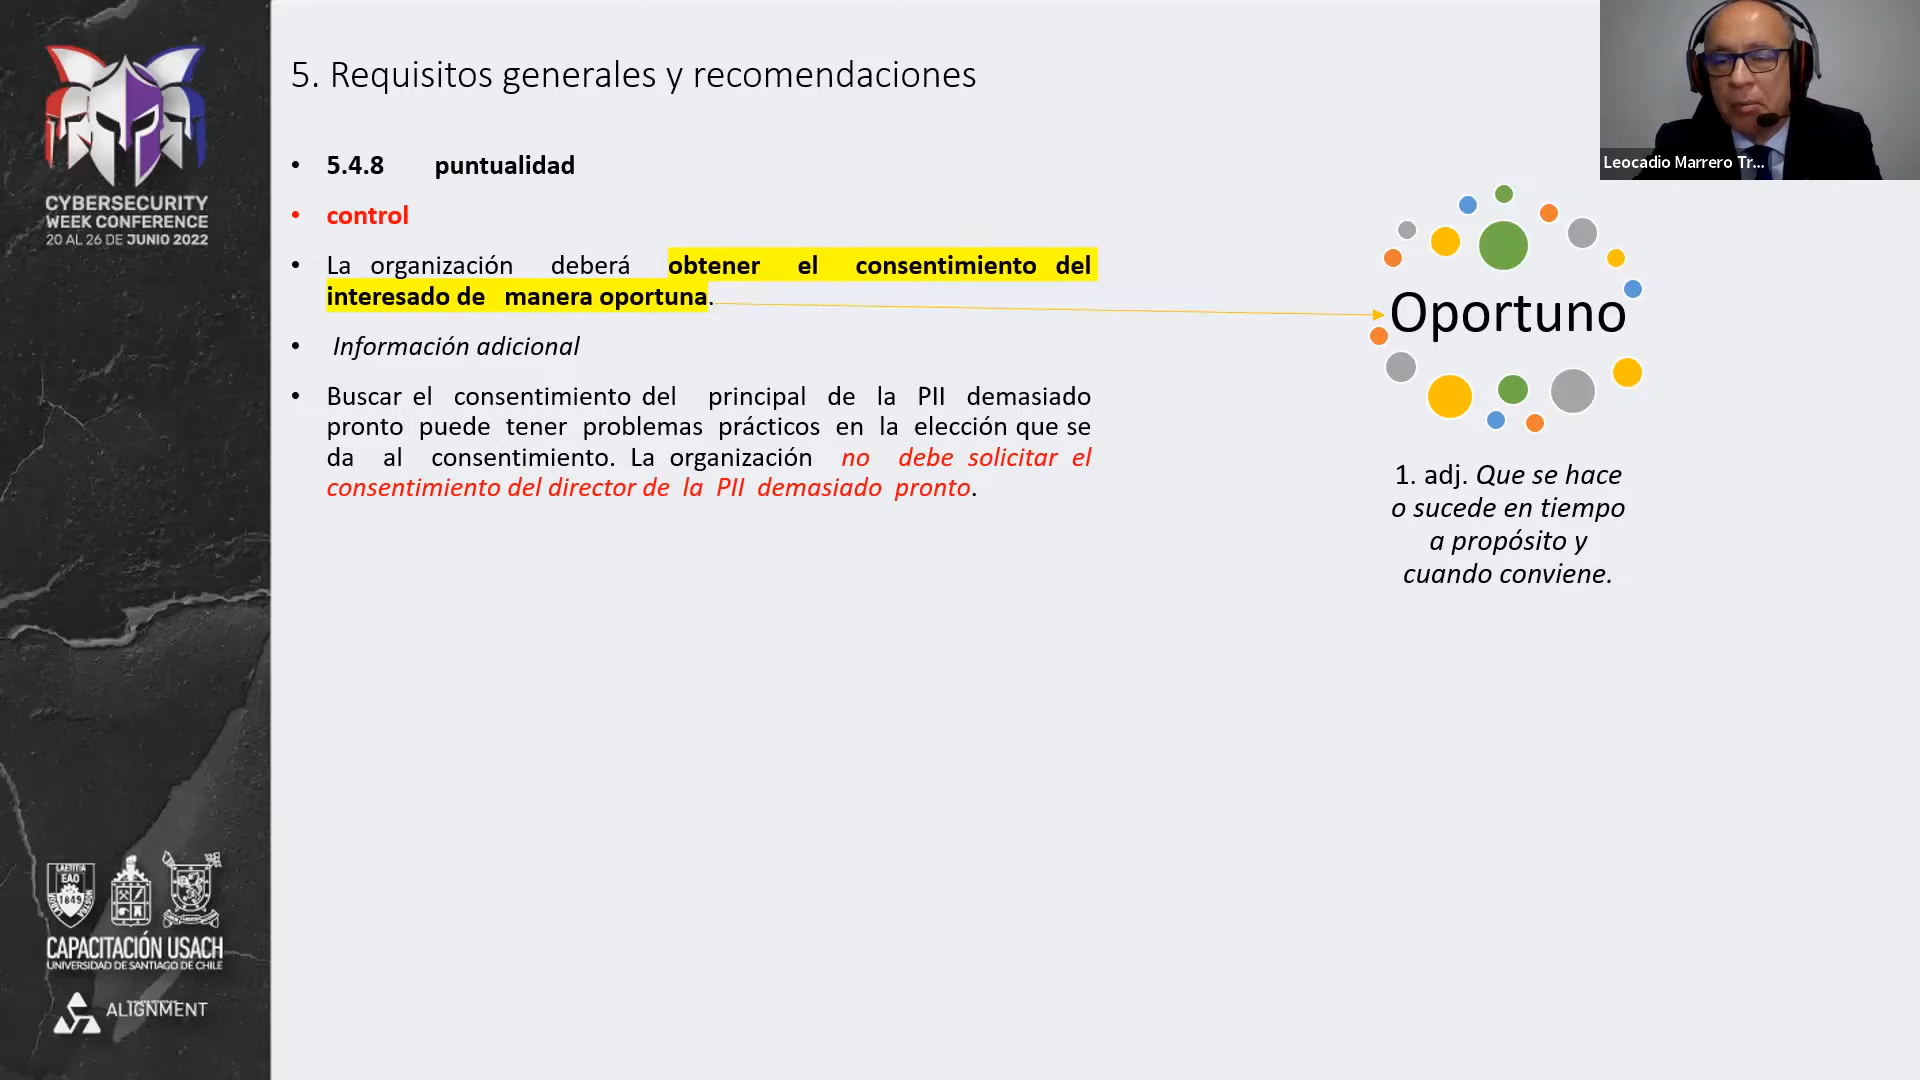 CYBERSECURITY
WEEK CONFERENCE
20 AL 26 DE JUNIO 2022
5. Requisitos generales y recomendaciones
• 5.4.8 puntualidad
• control
• La organización deberá obtener el consentimiento del
interesado de manera oportuna.
• Información adicional
• Buscar el consentimiento del principal de la PII demasiado
pronto puede tener problemas prácticos en la elección que se
da al consentimiento. La organización no debe solicitar el
consentimiento del director de la PII demasiado pronto.
Leocadio Marrero Tr...
Oportuno
1. adj. Que se hace
o sucede en tiempo
a propósito y
cuando conviene.
EAO
1849
CAPACITACIÓN USACH
UNIVERSIDAD DE SANTIAGO DE CHILE
ALIGNMENT